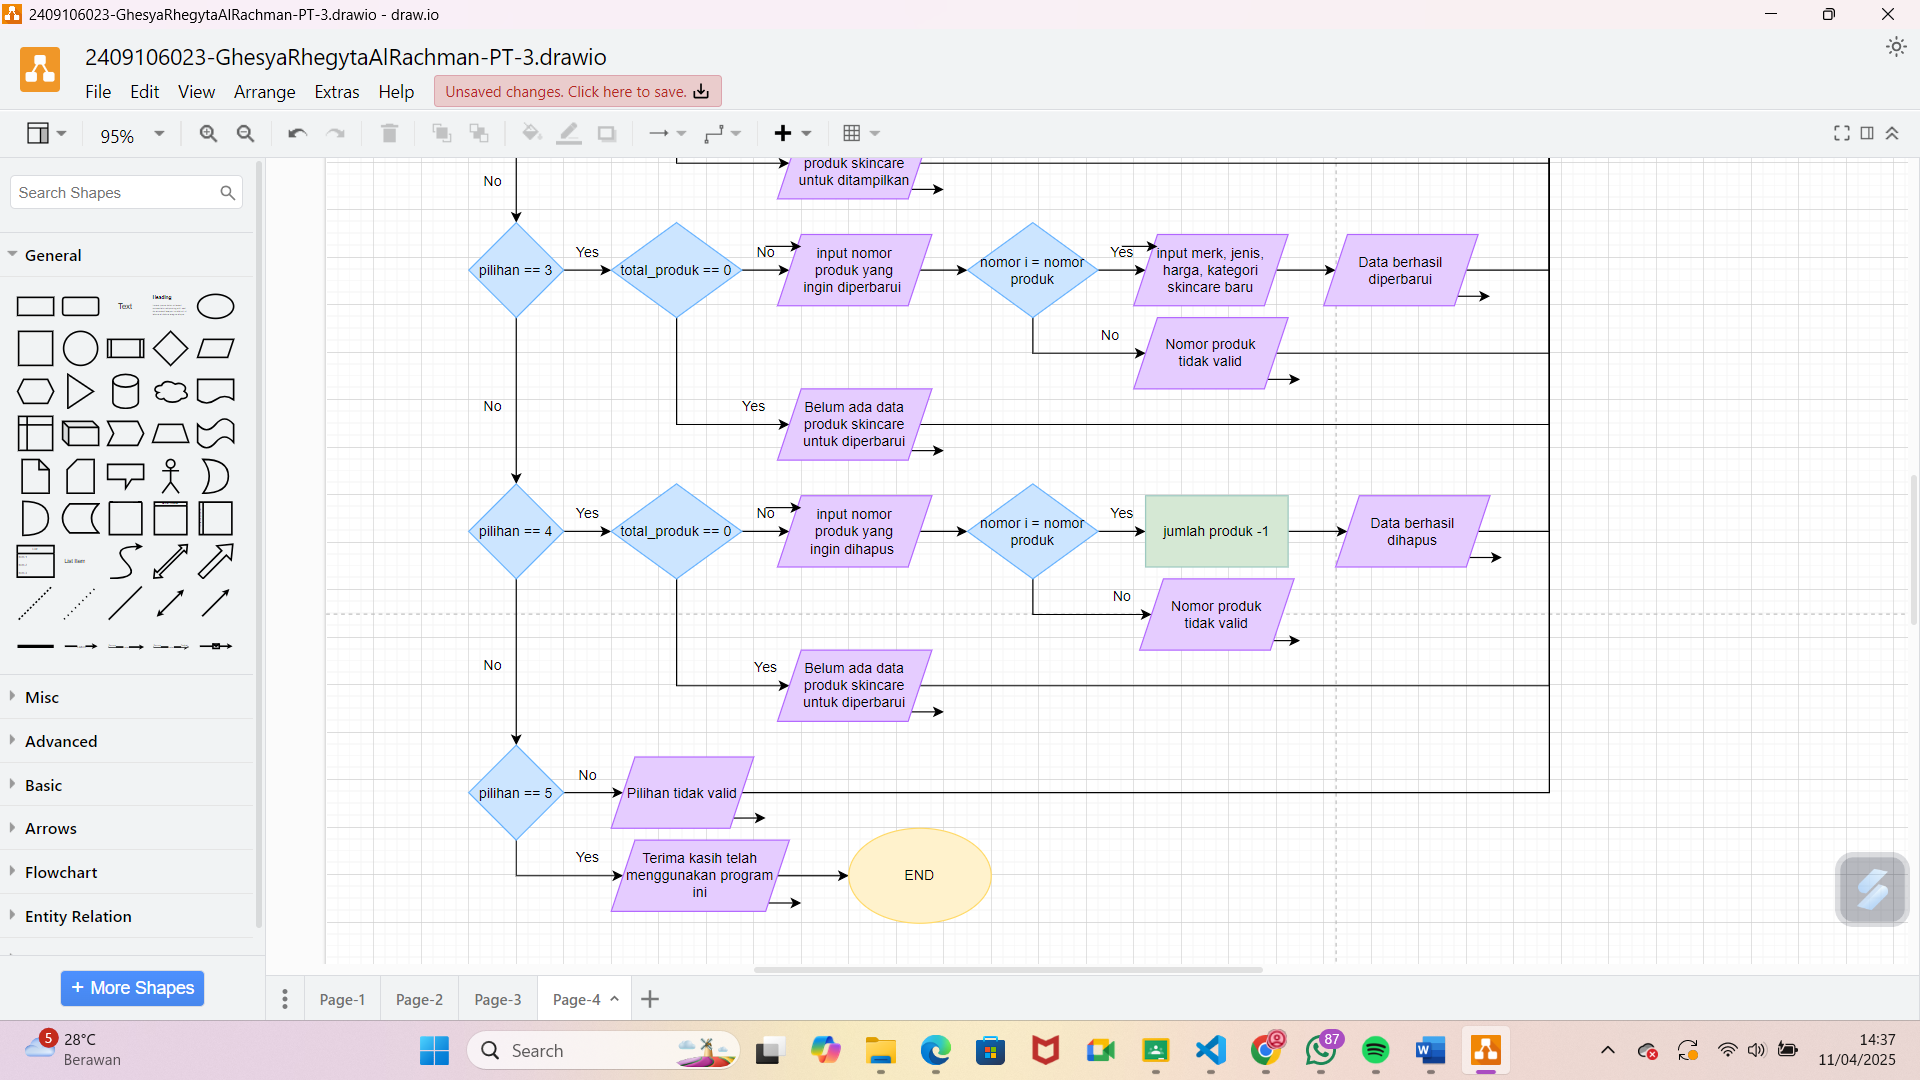 2409106023-GhesyaRhegytaAlRachman-PT-3.drawio - draw.io
2409106023-GhesyaRhegytaAlRachman-PT-3.drawio
File Edit View Arrange Extras Help Unsaved changes. Click here to save.
95%
Search Shapes
General
Text
Heading
List
List Item
Misc
Advanced
Basic
Arrows
Flowchart
Entity Relation
+ More Shapes
No
produk skincare
untuk ditampilkan
pilihan == 3
Yes
total_produk == 0
No
input nomor
produk yang
ingin diperbarui
nomor i = nomor
produk
Yes
input merk, jenis,
harga, kategori
skincare baru
Data berhasil
diperbarui
No
Nomor produk
tidak valid
No
Yes
Belum ada data
produk skincare
untuk diperbarui
pilihan == 4
Yes
total_produk == 0
No
input nomor
produk yang
ingin dihapus
nomor i = nomor
produk
Yes
jumlah produk -1
Data berhasil
dihapus
No
Nomor produk
tidak valid
No
Yes
Belum ada data
produk skincare
untuk diperbarui
pilihan == 5
No
Pilihan tidak valid
Yes
Terima kasih telah
menggunakan program
ini
END
Page-1 Page-2 Page-3 Page-4
5
28°C
Berawan
Search
87
14:37
11/04/2025